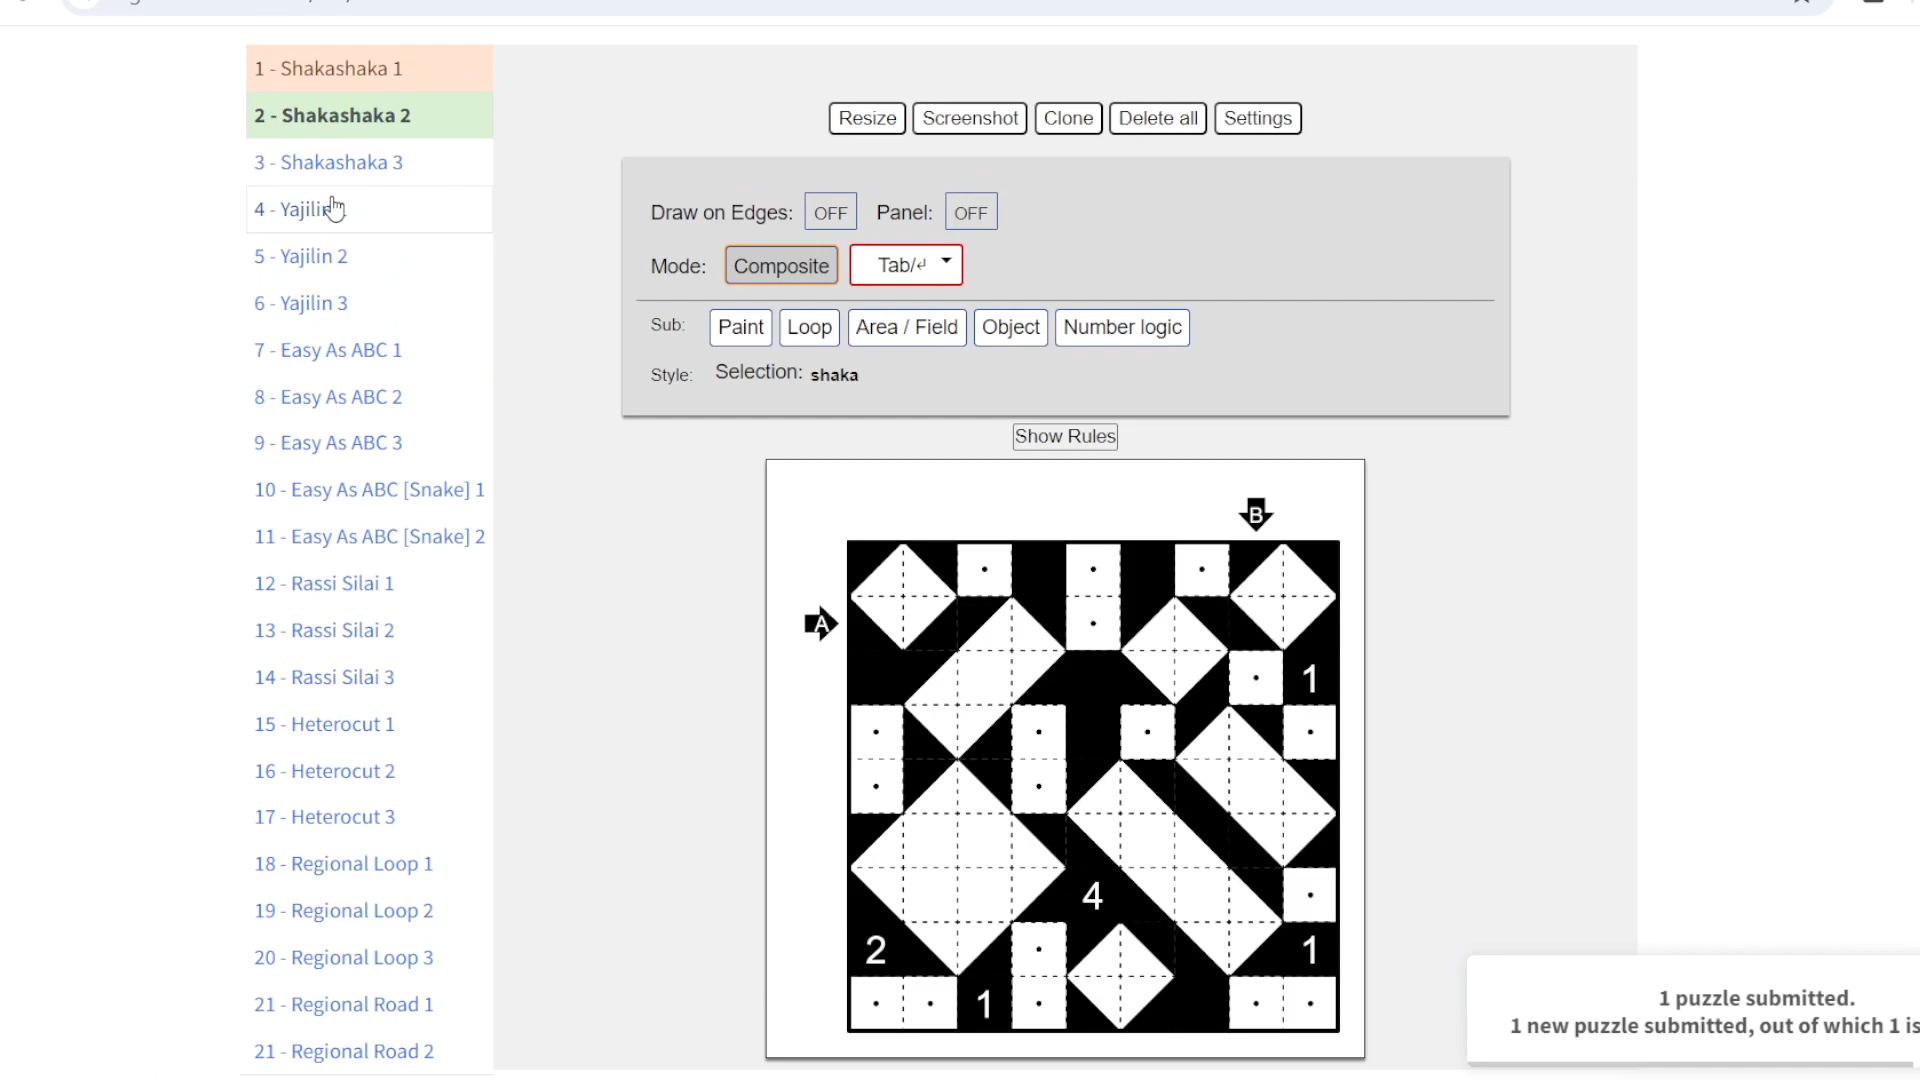 1 - Shakashaka 1
2 - Shakashaka 2
3 - Shakashaka 3
4 - Yajilin
5 - Yajilin 2
6 - Yajilin 3
7 - Easy As ABC 1
8 - Easy As ABC 2
9 - Easy As ABC 3
10 - Easy As ABC [Snake] 1
11 - Easy As ABC [Snake] 2
12 - Rassi Silai 1
13 - Rassi Silai 2
14 - Rassi Silai 3
15 - Heterocut 1
16 - Heterocut 2
17 - Heterocut 3
18 - Regional Loop 1
19 - Regional Loop 2
20 - Regional Loop 3
21 - Regional Road 1
21 - Regional Road 2
Resize Screenshot Clone Delete all Settings
Draw on Edges: OFF Panel: OFF
Mode: Composite Tab/↵
Sub: Paint Loop Area / Field Object Number logic
Style: Selection: shaka
Show Rules
B
A
1
4
2 1
1
1 puzzle submitted.
1 new puzzle submitted, out of which 1 is